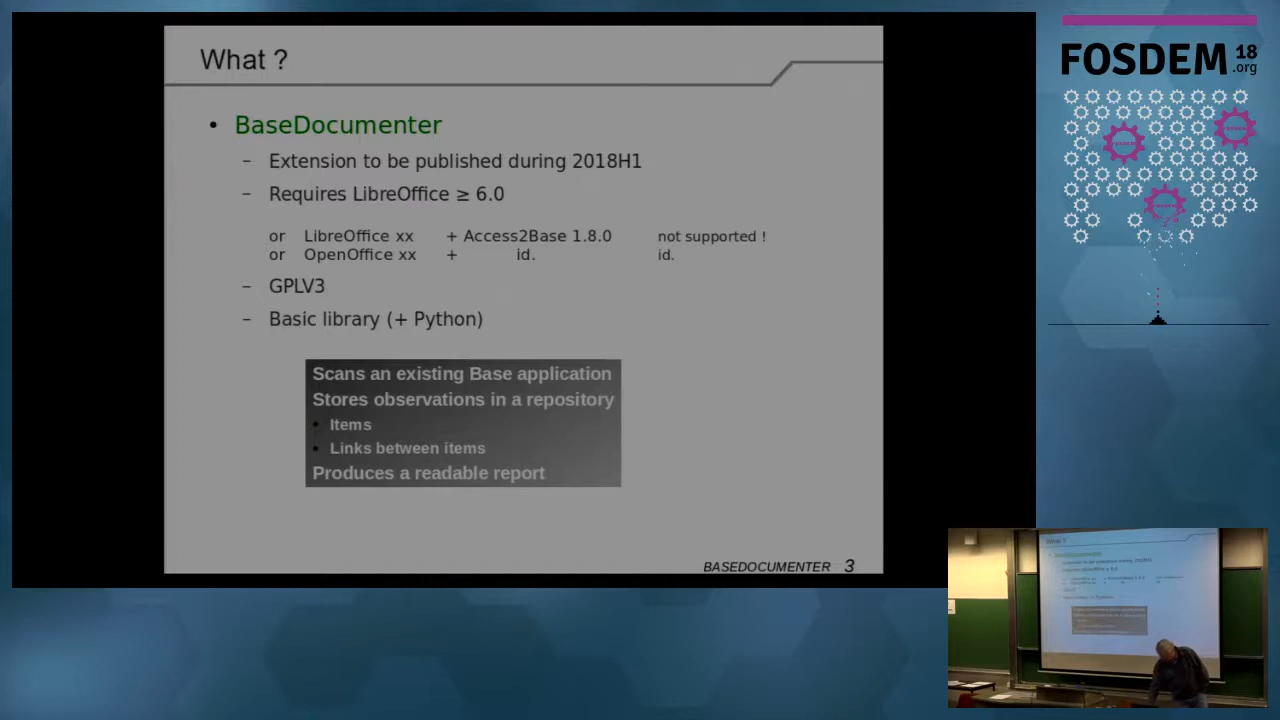 What ?
• BaseDocumenter
– Extension to be published during 2018H1
– Requires LibreOffice ≥ 6.0
or LibreOffice xx + Access2Base 1.8.0 not supported !
or OpenOffice xx + id. id.
– GPLV3
– Basic library (+ Python)
Scans an existing Base application
Stores observations in a repository
• Items
• Links between items
Produces a readable report
BASEDOCUMENTER 3
FOSDEM 18
.org